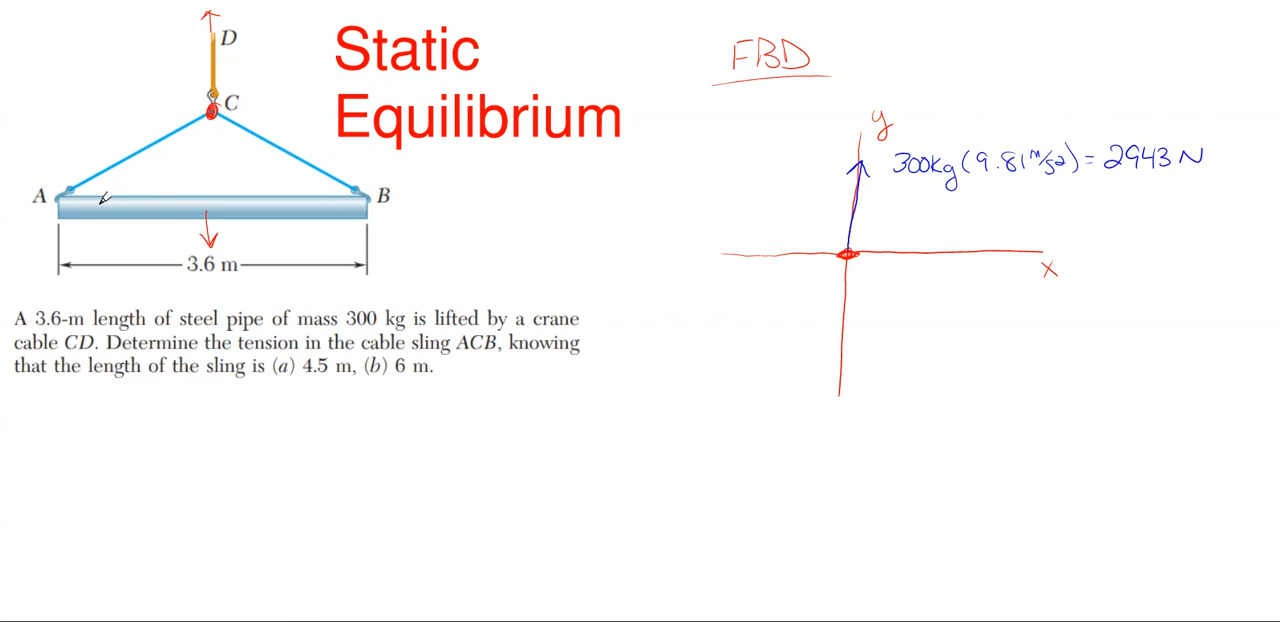 D
C
A
B
3.6 m
Static
Equilibrium
FBD
y
300kg (9.81 m/s2) = 2943 N
x
A 3.6-m length of steel pipe of mass 300 kg is lifted by a crane
cable CD. Determine the tension in the cable sling ACB, knowing
that the length of the sling is (a) 4.5 m, (b) 6 m.